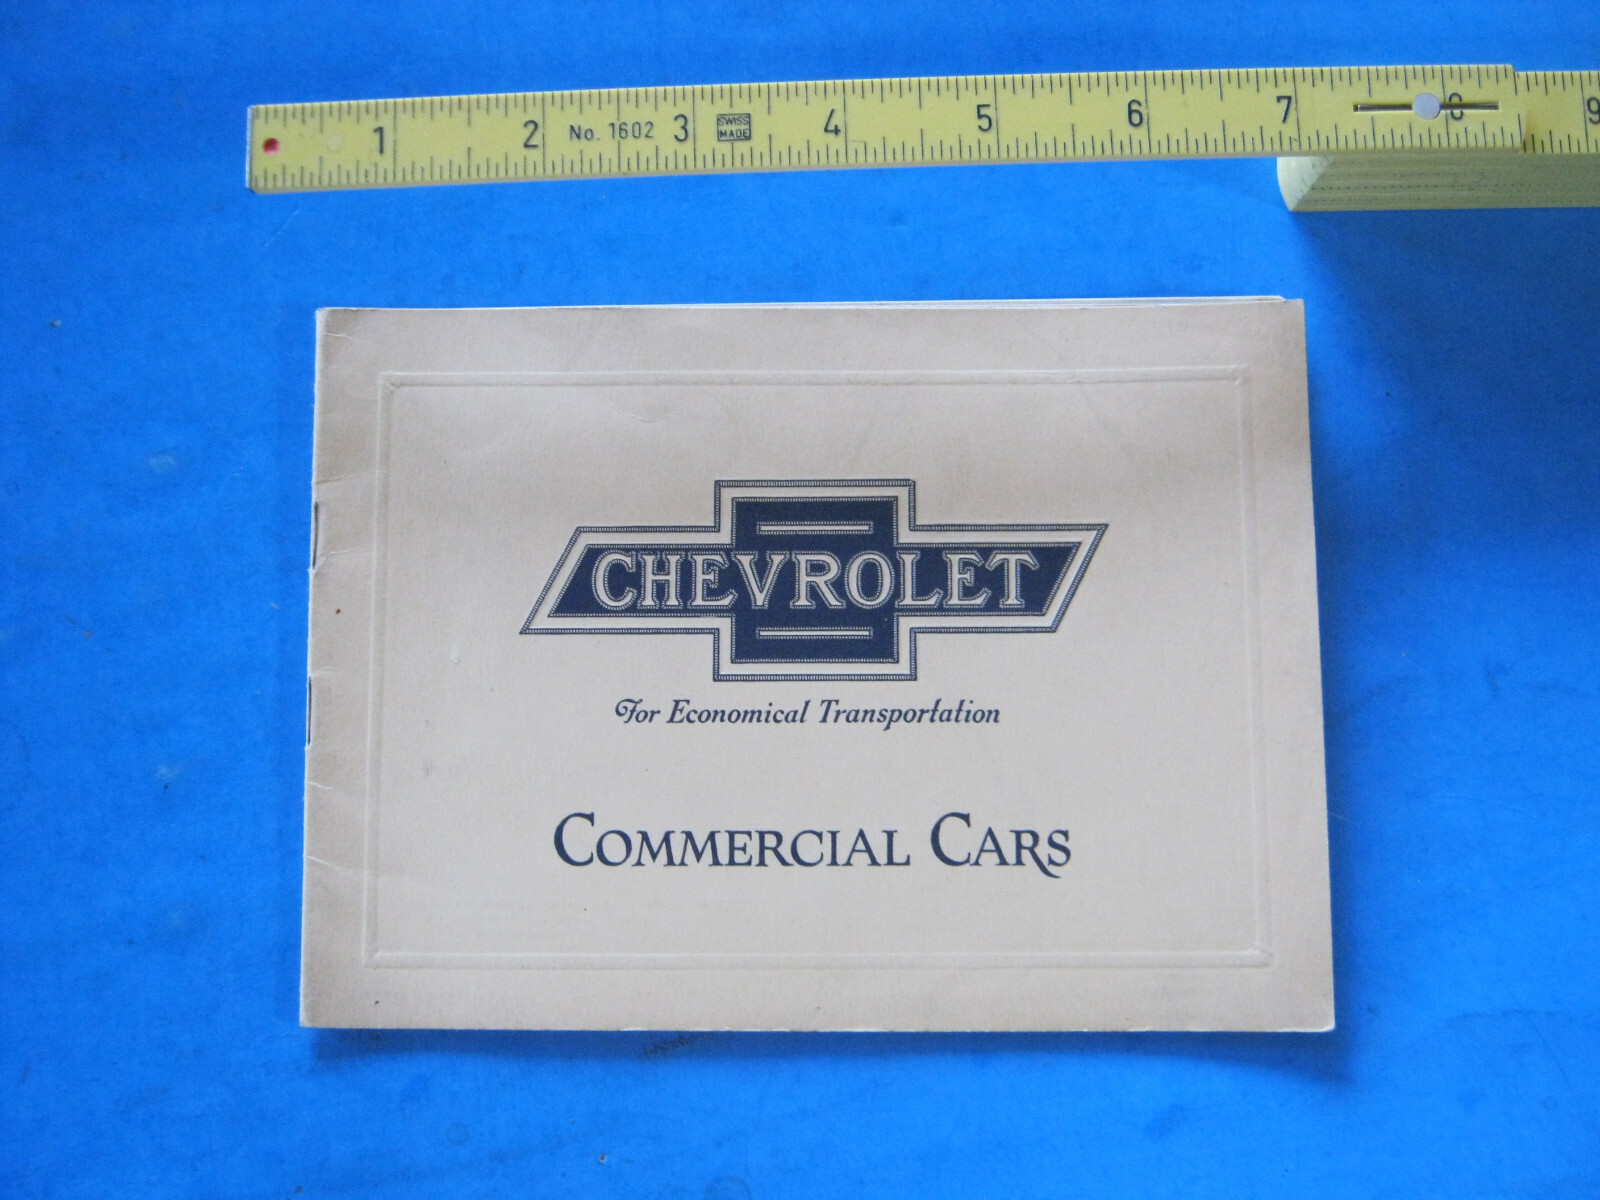 1 2 No. 1602 3 SWISS MADE 4 5 6 7 8 9
CHEVROLET
For Economical Transportation
COMMERCIAL CARS